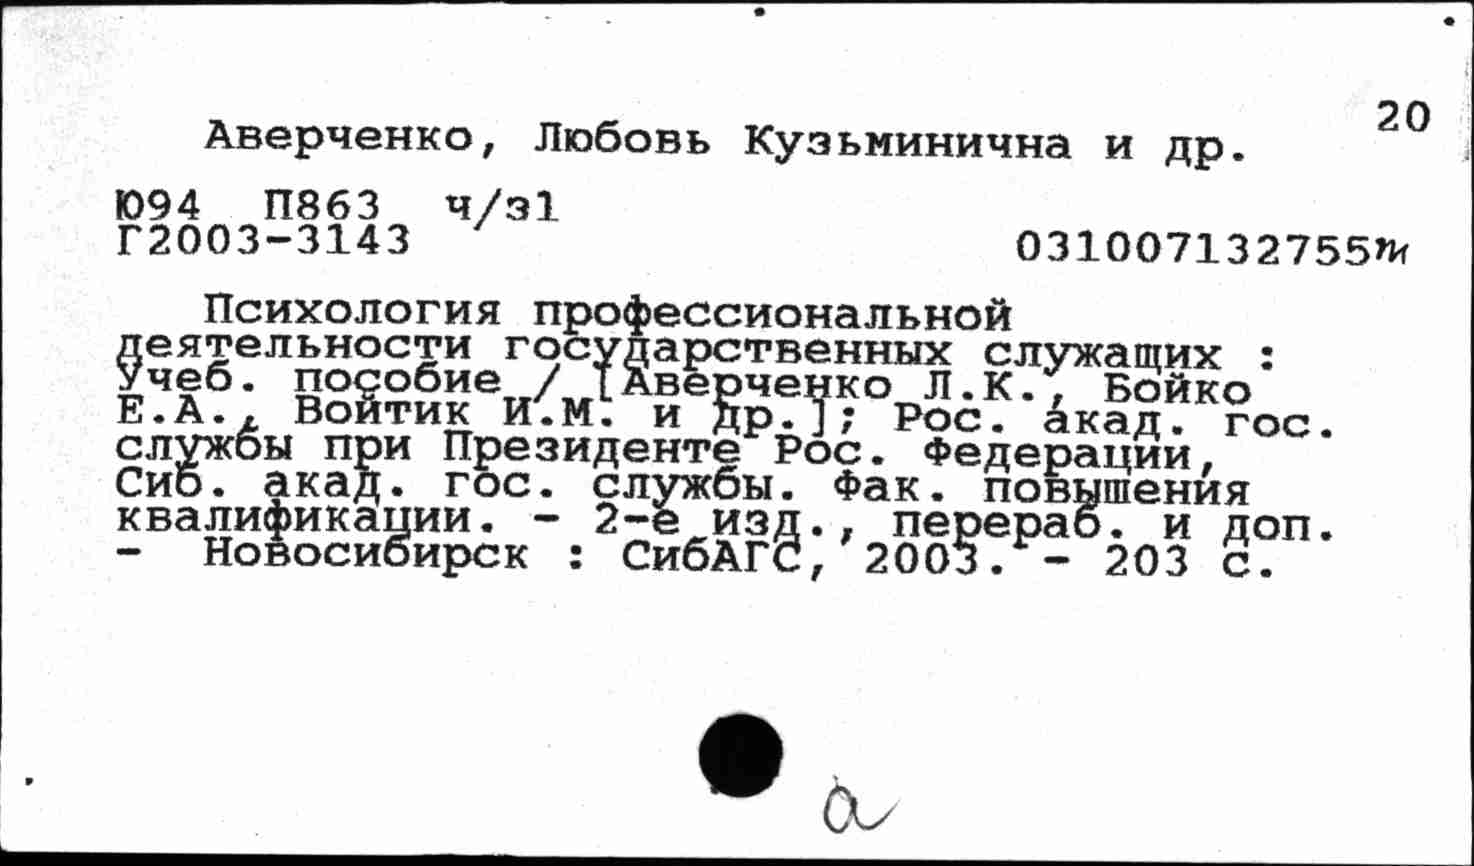 20
Аверченко, Любовь Кузьминична и др.
Ю94 П863 ч/з1
Г2003-3143
031007132755
Психология профессиональной
деятельности государственных служащих :
Учеб. пособие / [Аверченко Л.К., Бойко
Е.А., Войтик И.М. и др.]; Рос. акад. гос.
службы при Президенте Рос. Федерации,
Сиб. акад. гос. службы. Фак. повышения
квалификации. - 2-е изд., перераб. и доп.
- Новосибирск : СибАГС, 2003. - 203 с.
а